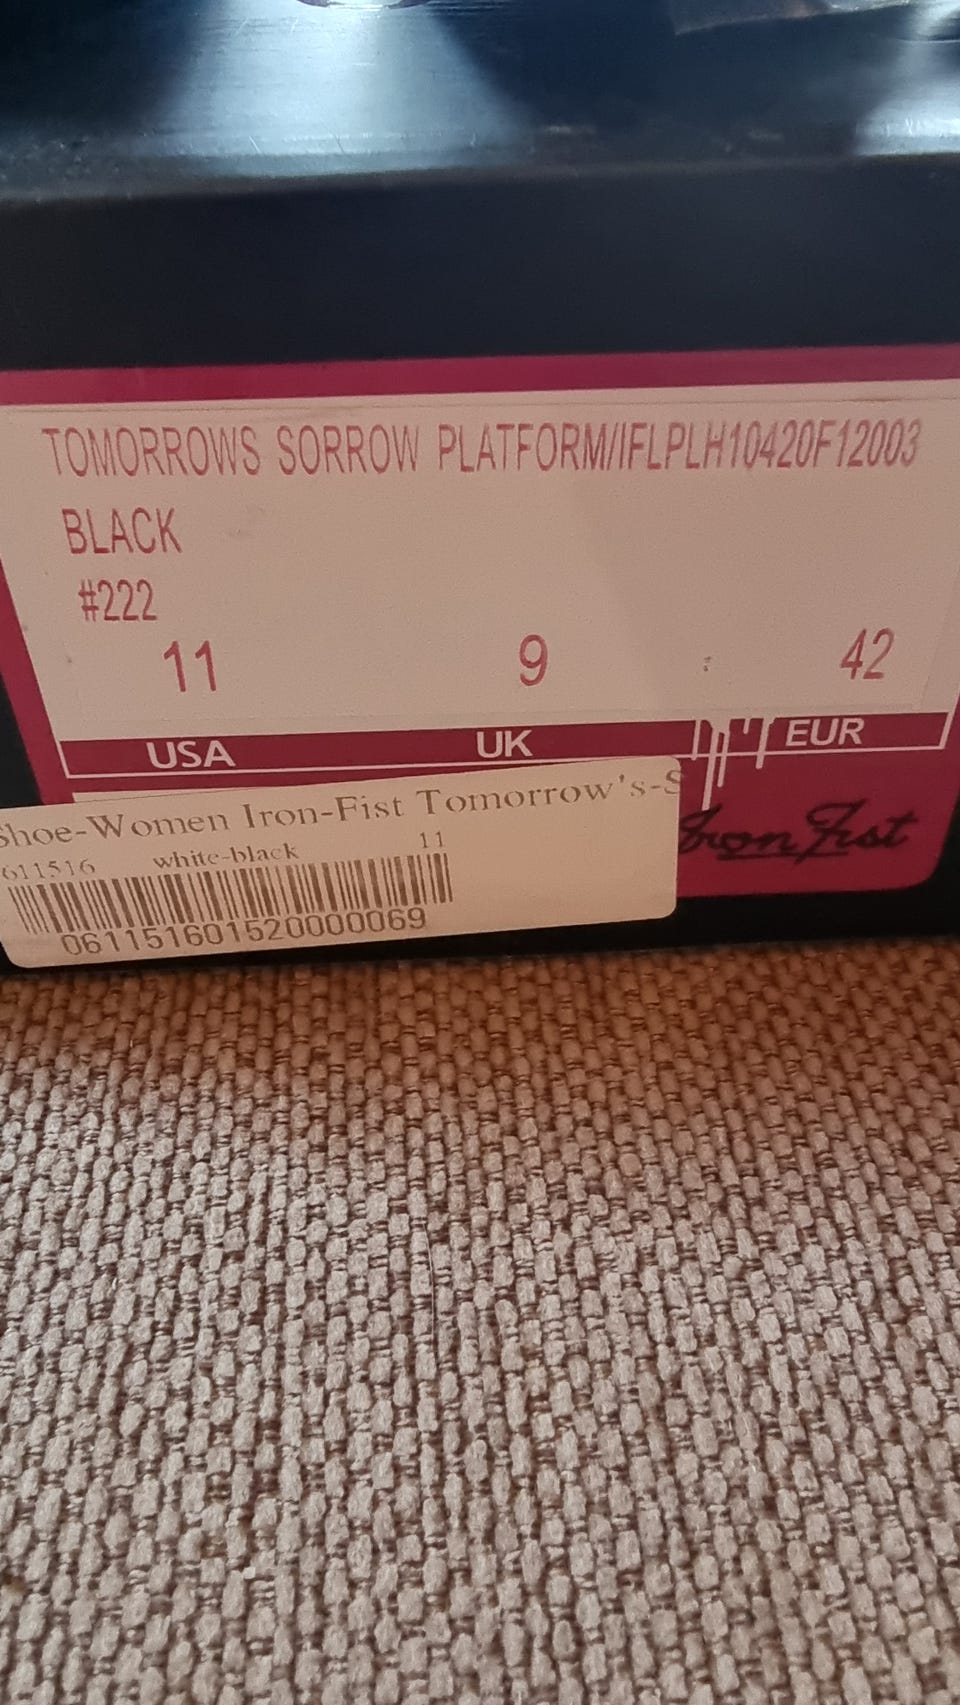 TOMORROWS SORROW PLATFORM/IFLPLH10420F12003
BLACK
#222
11 9 : 42
USA UK EUR
Shoe-Women Iron-Fist Tomorrow's-S
611516 white-black 11
061151601520000069
Iron Fist